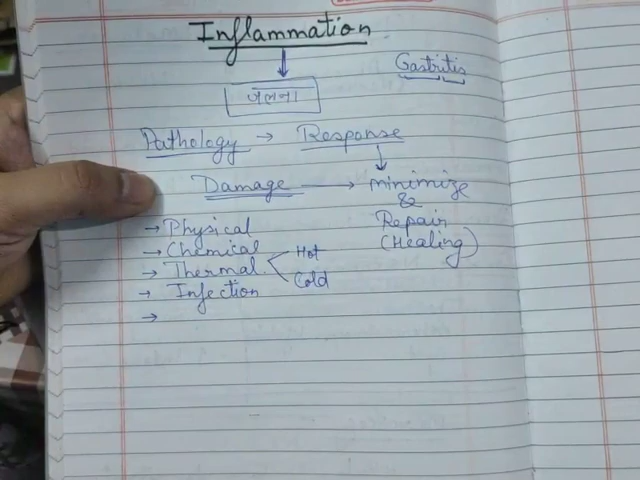 Inflammation
Gastritis
जलना
Pathology → Response
Damage → minimize
&
Repair
(Healing)
→ Physical
→ Chemical
→ Thermal Hot
Cold
→ Infection
→